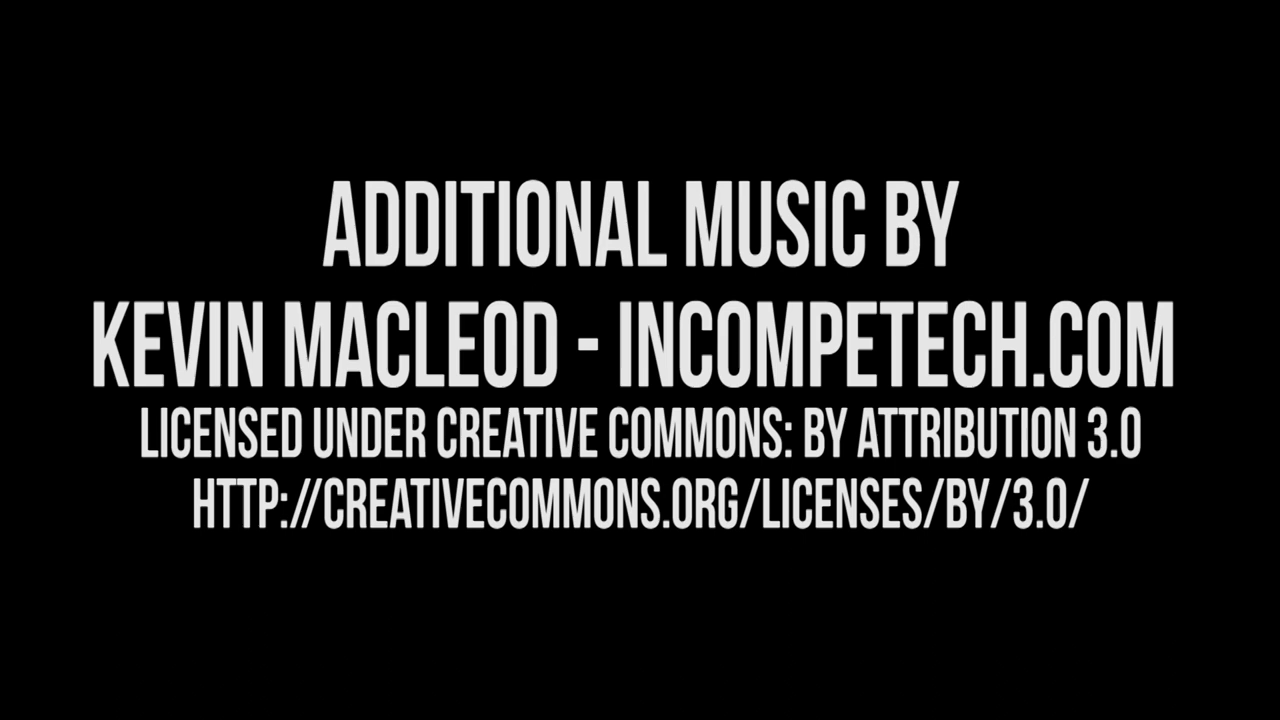 ADDITIONAL MUSIC BY
KEVIN MACLEOD - INCOMPETECH.COM
LICENSED UNDER CREATIVE COMMONS: BY ATTRIBUTION 3.0
HTTP://CREATIVECOMMONS.ORG/LICENSES/BY/3.0/